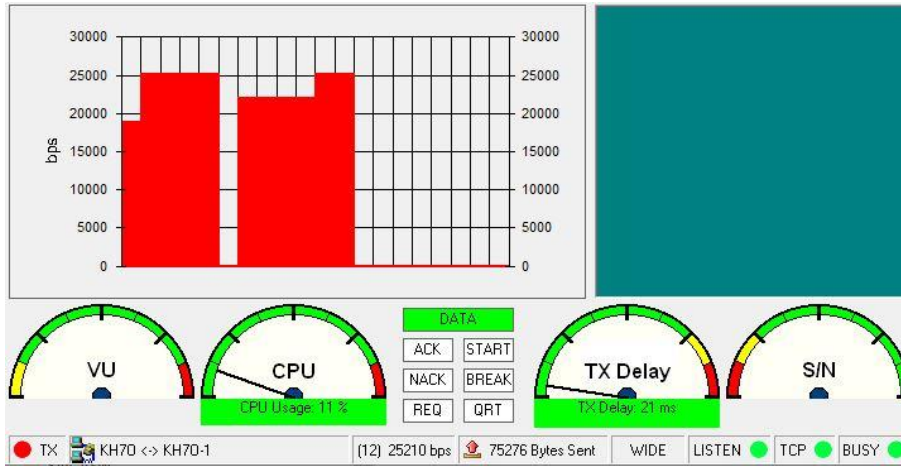 30000 30000
25000 25000
20000 20000
15000 15000
10000 10000
5000 5000
0 0
bps
VU
CPU
CPU Usage: 11 %
DATA
ACK START
NACK BREAK
REQ QRT
TX Delay
TX Delay: 21 ms
S/N
TX KH70 <-> KH70-1 (12) 25210 bps 75276 Bytes Sent WIDE LISTEN TCP BUSY